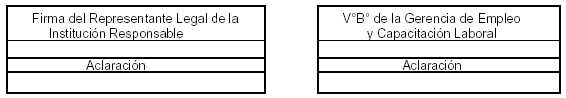 Firma del Representante Legal de la
Institución Responsable
Aclaración
V°B° de la Gerencia de Empleo
y Capacitación Laboral
Aclaración